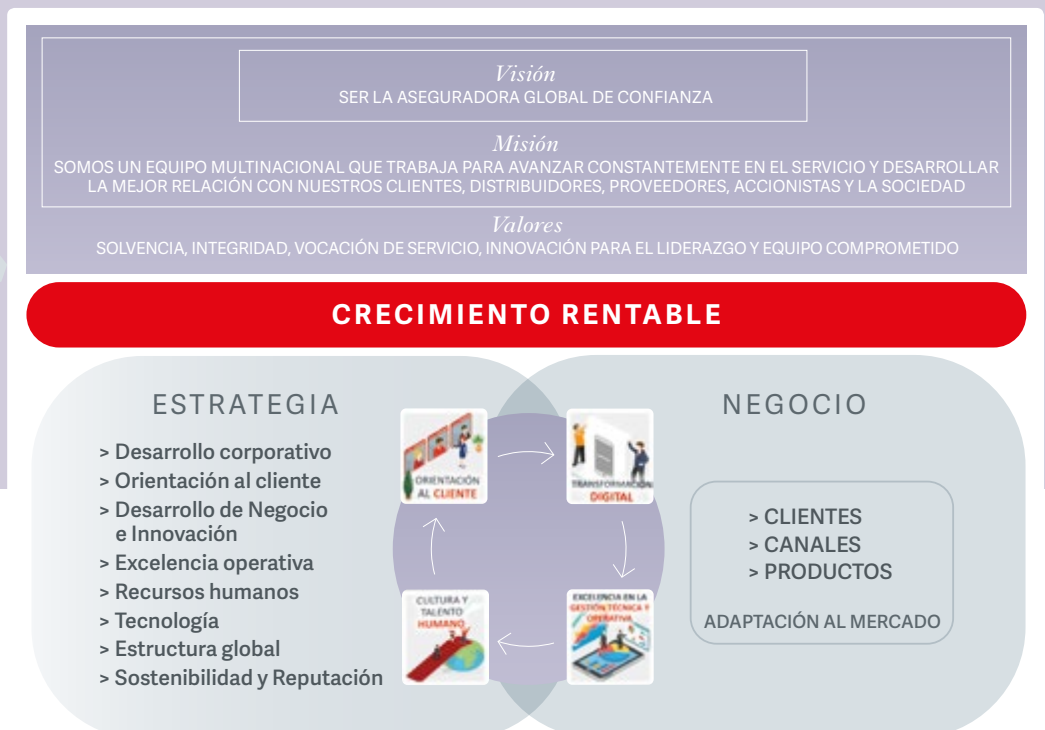 Visión
SER LA ASEGURADORA GLOBAL DE CONFIANZA
Misión
SOMOS UN EQUIPO MULTINACIONAL QUE TRABAJA PARA AVANZAR CONSTANTEMENTE EN EL SERVICIO Y DESARROLLAR
LA MEJOR RELACIÓN CON NUESTROS CLIENTES, DISTRIBUIDORES, PROVEEDORES, ACCIONISTAS Y LA SOCIEDAD
Valores
SOLVENCIA, INTEGRIDAD, VOCACIÓN DE SERVICIO, INNOVACIÓN PARA EL LIDERAZGO Y EQUIPO COMPROMETIDO
CRECIMIENTO RENTABLE
ESTRATEGIA
> Desarrollo corporativo
> Orientación al cliente
> Desarrollo de Negocio
e Innovación
> Excelencia operativa
> Recursos humanos
> Tecnología
> Estructura global
> Sostenibilidad y Reputación
ORIENTACIÓN
AL CLIENTE
TRANSFORMACIÓN
DIGITAL
CULTURA Y
TALENTO
HUMANO
EXCELENCIA EN LA
GESTIÓN TÉCNICA Y
OPERATIVA
NEGOCIO
> CLIENTES
> CANALES
> PRODUCTOS
ADAPTACIÓN AL MERCADO